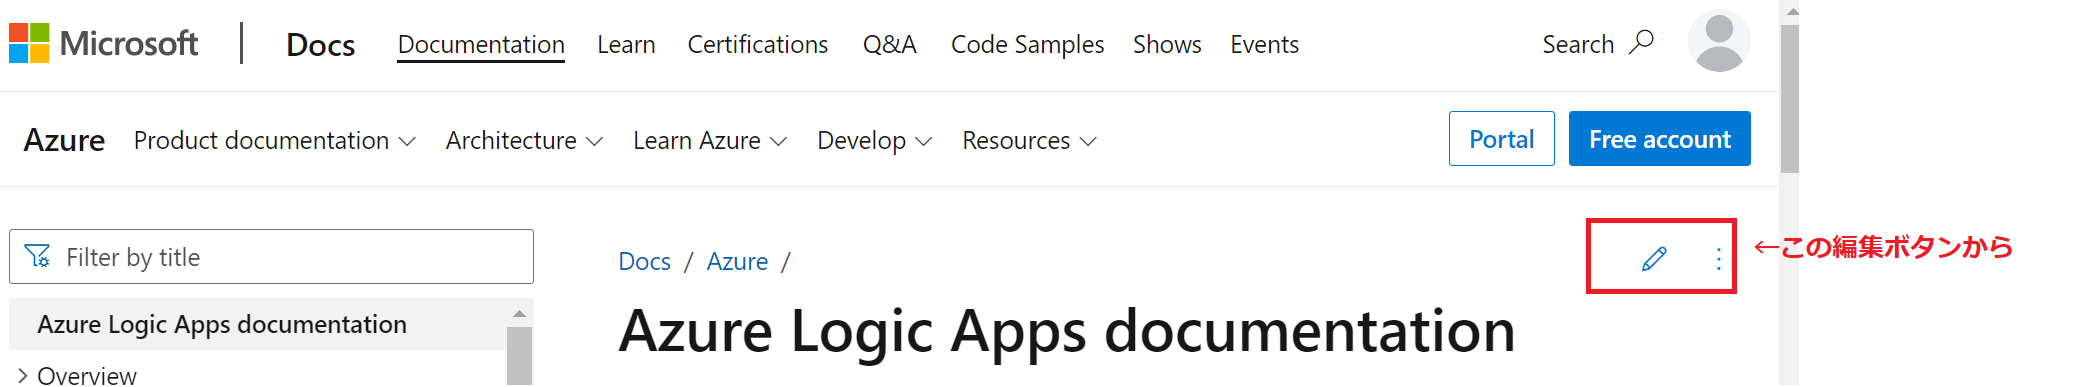 Microsoft Docs Documentation Learn Certifications Q&A Code Samples Shows Events Search
Azure Product documentation Architecture Learn Azure Develop Resources Portal Free account
Filter by title
Docs / Azure /
←この編集ボタンから
Azure Logic Apps documentation
Azure Logic Apps documentation
Overview